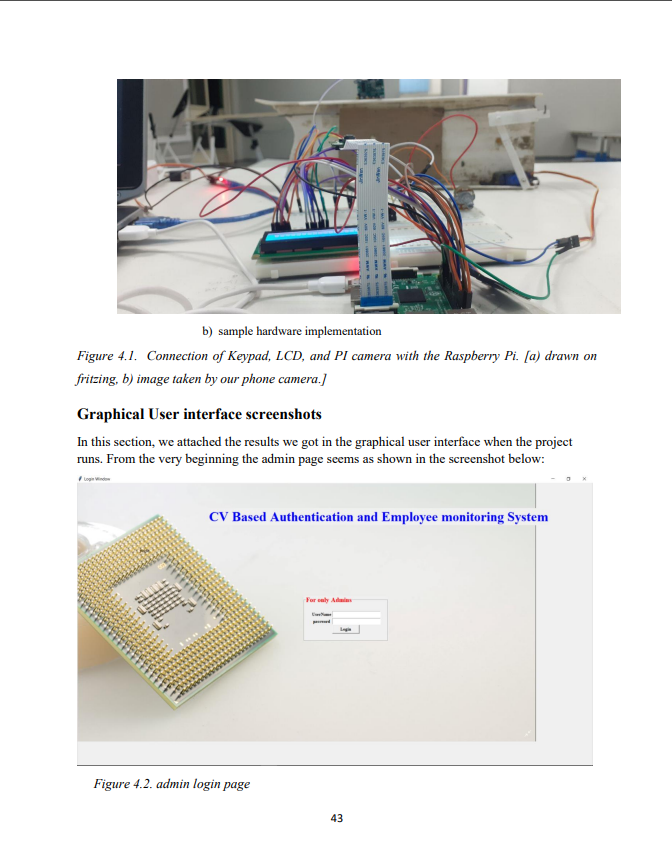 b) sample hardware implementation
Figure 4.1. Connection of Keypad, LCD, and PI camera with the Raspberry Pi. [a) drawn on
fritzing, b) image taken by our phone camera.]
Graphical User interface screenshots
In this section, we attached the results we got in the graphical user interface when the project
runs. From the very beginning the admin page seems as shown in the screenshot below:
Login Window
CV Based Authentication and Employee monitoring System
For only Admins
UserName
password
Login
Figure 4.2. admin login page
43